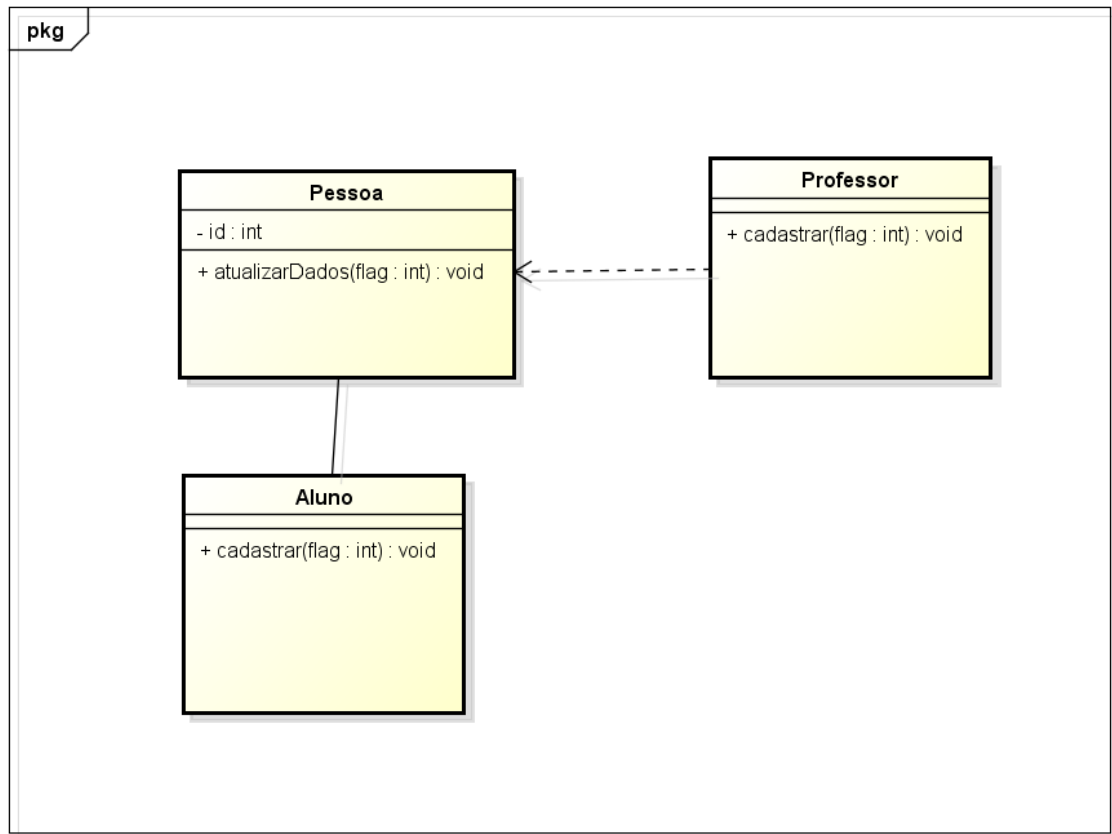 pkg
Pessoa
- id : int
+ atualizarDados(flag : int) : void
Professor
+ cadastrar(flag : int) : void
Aluno
+ cadastrar(flag : int) : void